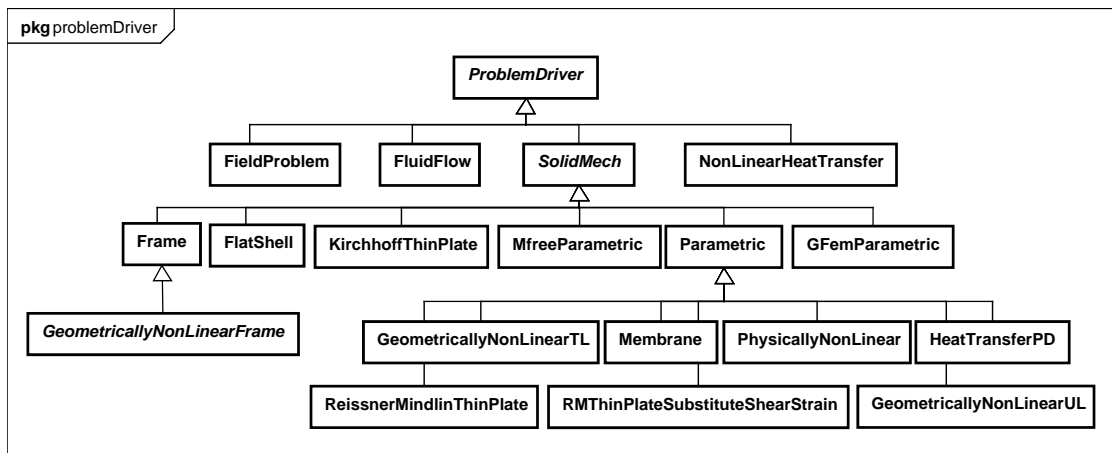 pkg problemDriver
ProblemDriver
FieldProblem FluidFlow SolidMech NonLinearHeatTransfer
Frame FlatShell KirchhoffThinPlate MfreeParametric Parametric GFemParametric
GeometricallyNonLinearFrame GeometricallyNonLinearTL Membrane PhysicallyNonLinear HeatTransferPD
ReissnerMindlinThinPlate RMThinPlateSubstituteShearStrain GeometricallyNonLinearUL